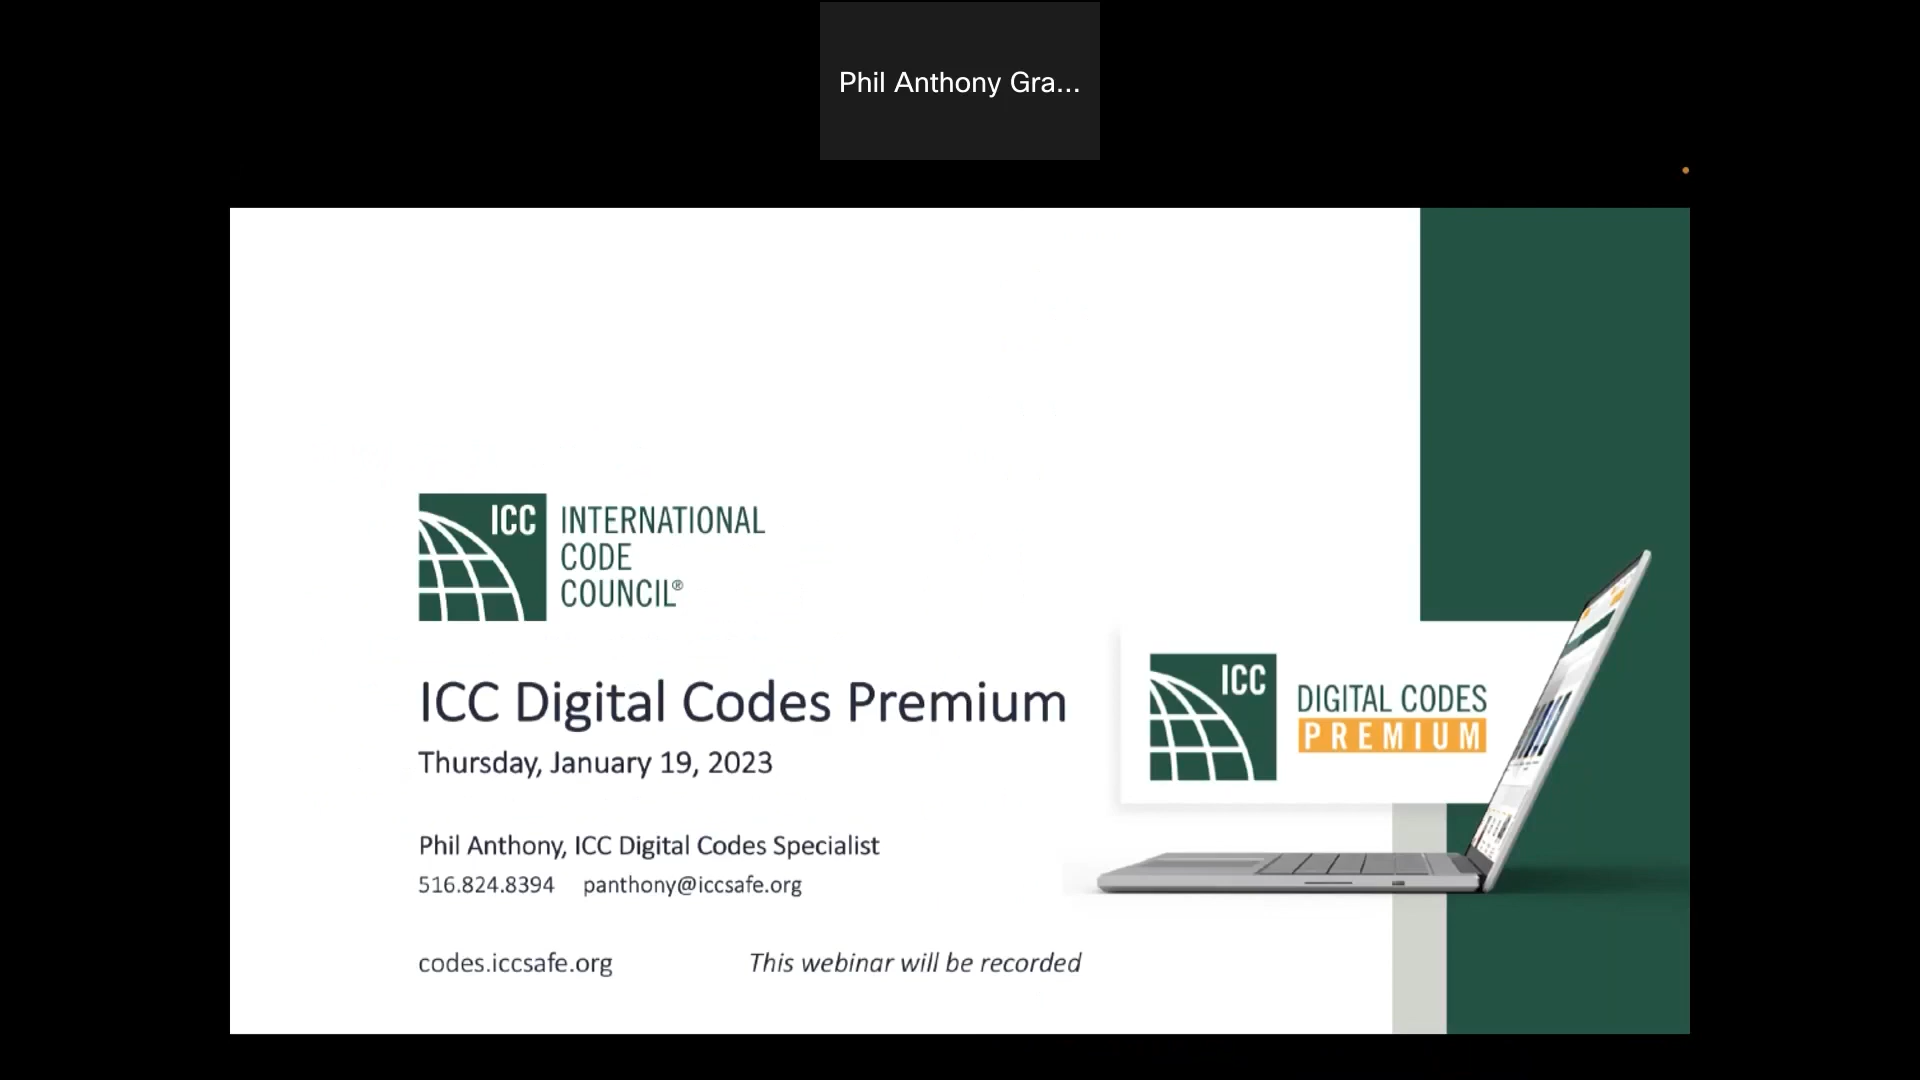 Phil Anthony Gra...
ICC
INTERNATIONAL
CODE
COUNCIL®
ICC Digital Codes Premium
Thursday, January 19, 2023
ICC
DIGITAL CODES
PREMIUM
Phil Anthony, ICC Digital Codes Specialist
516.824.8394 panthony@iccsafe.org
codes.iccsafe.org This webinar will be recorded